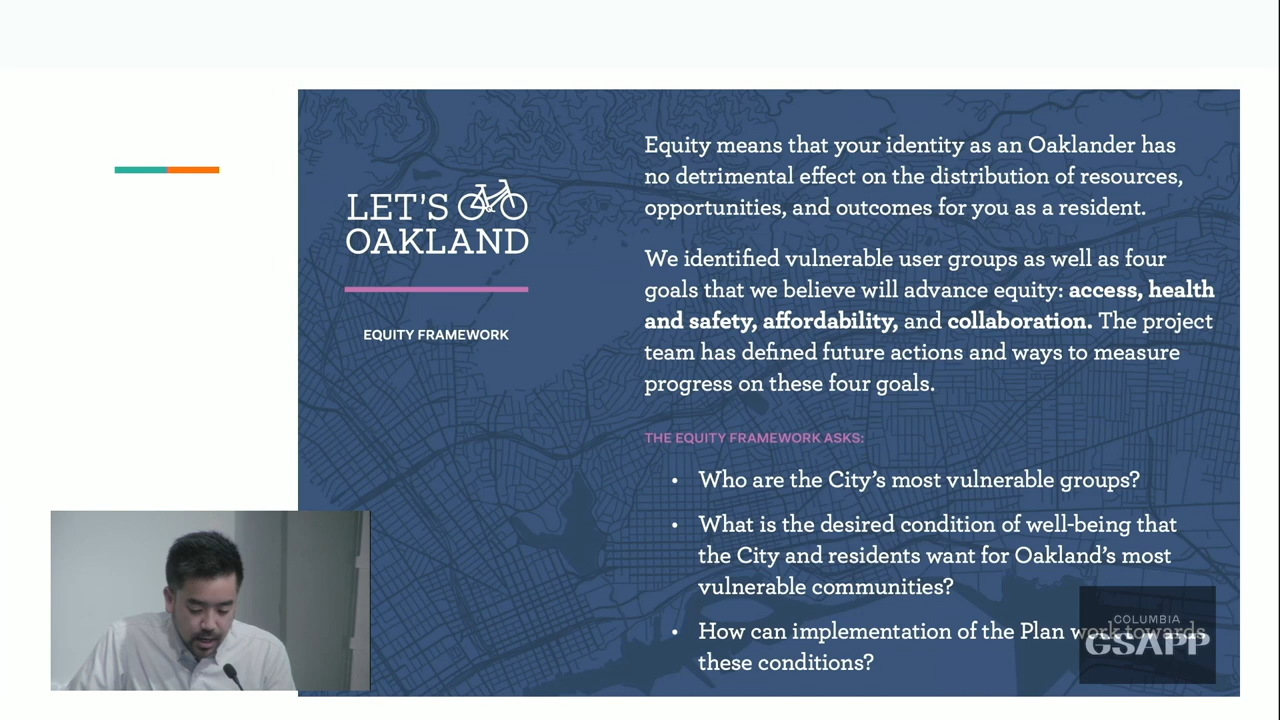 LET'S
OAKLAND
EQUITY FRAMEWORK
Equity means that your identity as an Oaklander has
no detrimental effect on the distribution of resources,
opportunities, and outcomes for you as a resident.
We identified vulnerable user groups as well as four
goals that we believe will advance equity: access, health
and safety, affordability, and collaboration. The project
team has defined future actions and ways to measure
progress on these four goals.
THE EQUITY FRAMEWORK ASKS:
• Who are the City's most vulnerable groups?
• What is the desired condition of well-being that
the City and residents want for Oakland's most
vulnerable communities?
• How can implementation of the Plan work towards
these conditions?
COLUMBIA
GSAPP